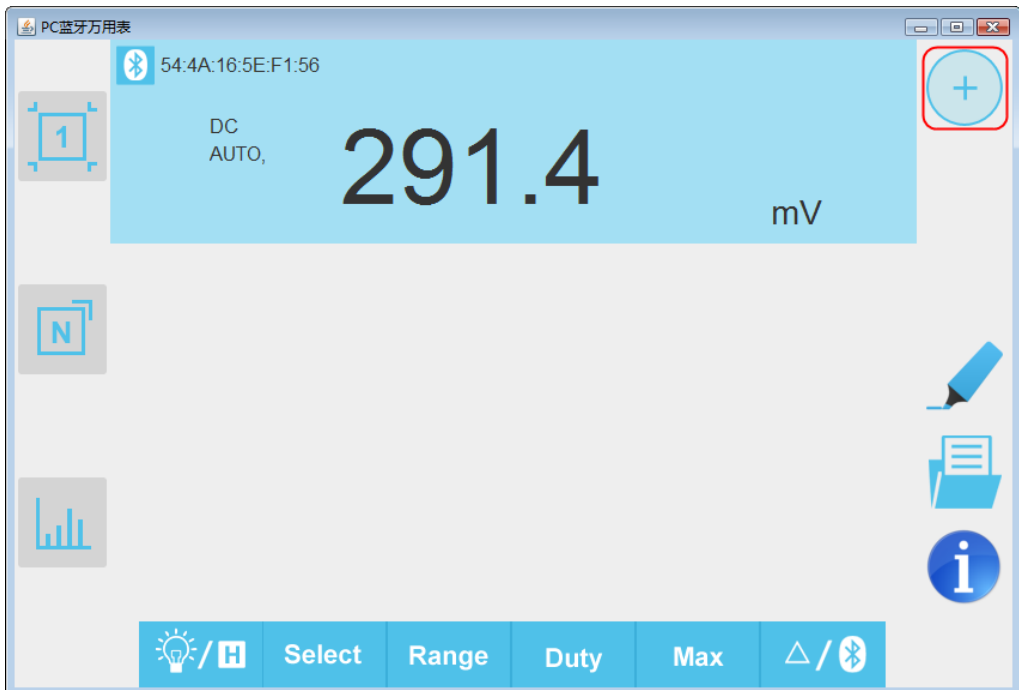 PC蓝牙万用表
54:4A:16:5E:F1:56
DC
AUTO,
291.4
mV
1
N
/ H
Select
Range
Duty
Max
△/